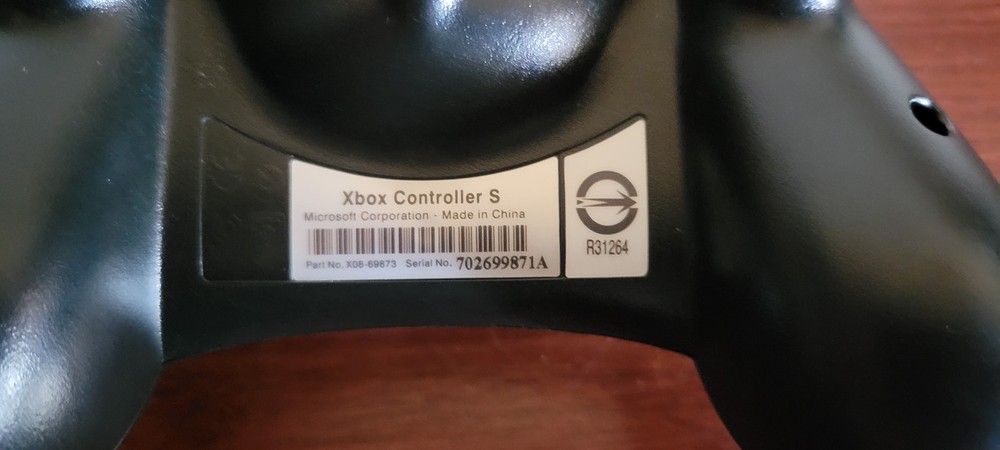 Xbox Controller S
Microsoft Corporation - Made in China
Part No. X08-69873 Serial No. 702699871A
R31264